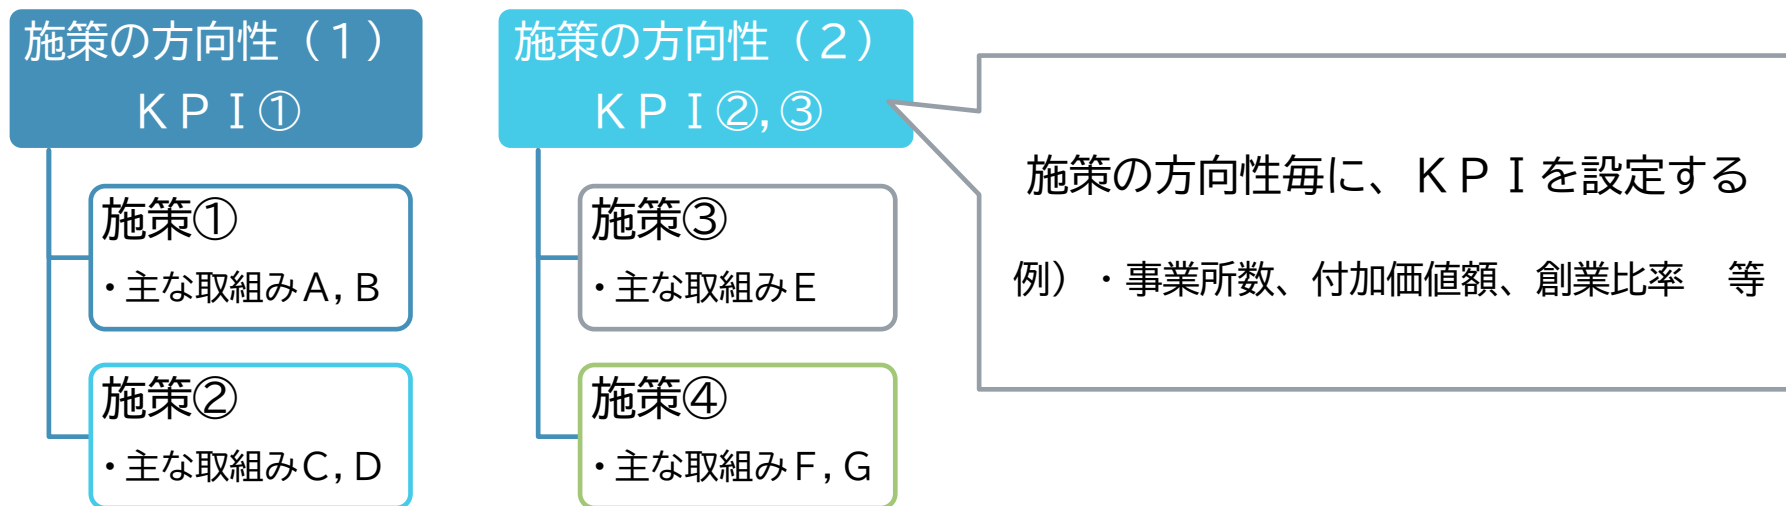 施策の方向性（１）
ＫＰＩ①
施策①
・主な取組みＡ，Ｂ
施策②
・主な取組みＣ，Ｄ
施策の方向性（２）
ＫＰＩ②，③
施策③
・主な取組みＥ
施策④
・主な取組みＦ，Ｇ
施策の方向性毎に、ＫＰＩを設定する
例）・事業所数、付加価値額、創業比率　等